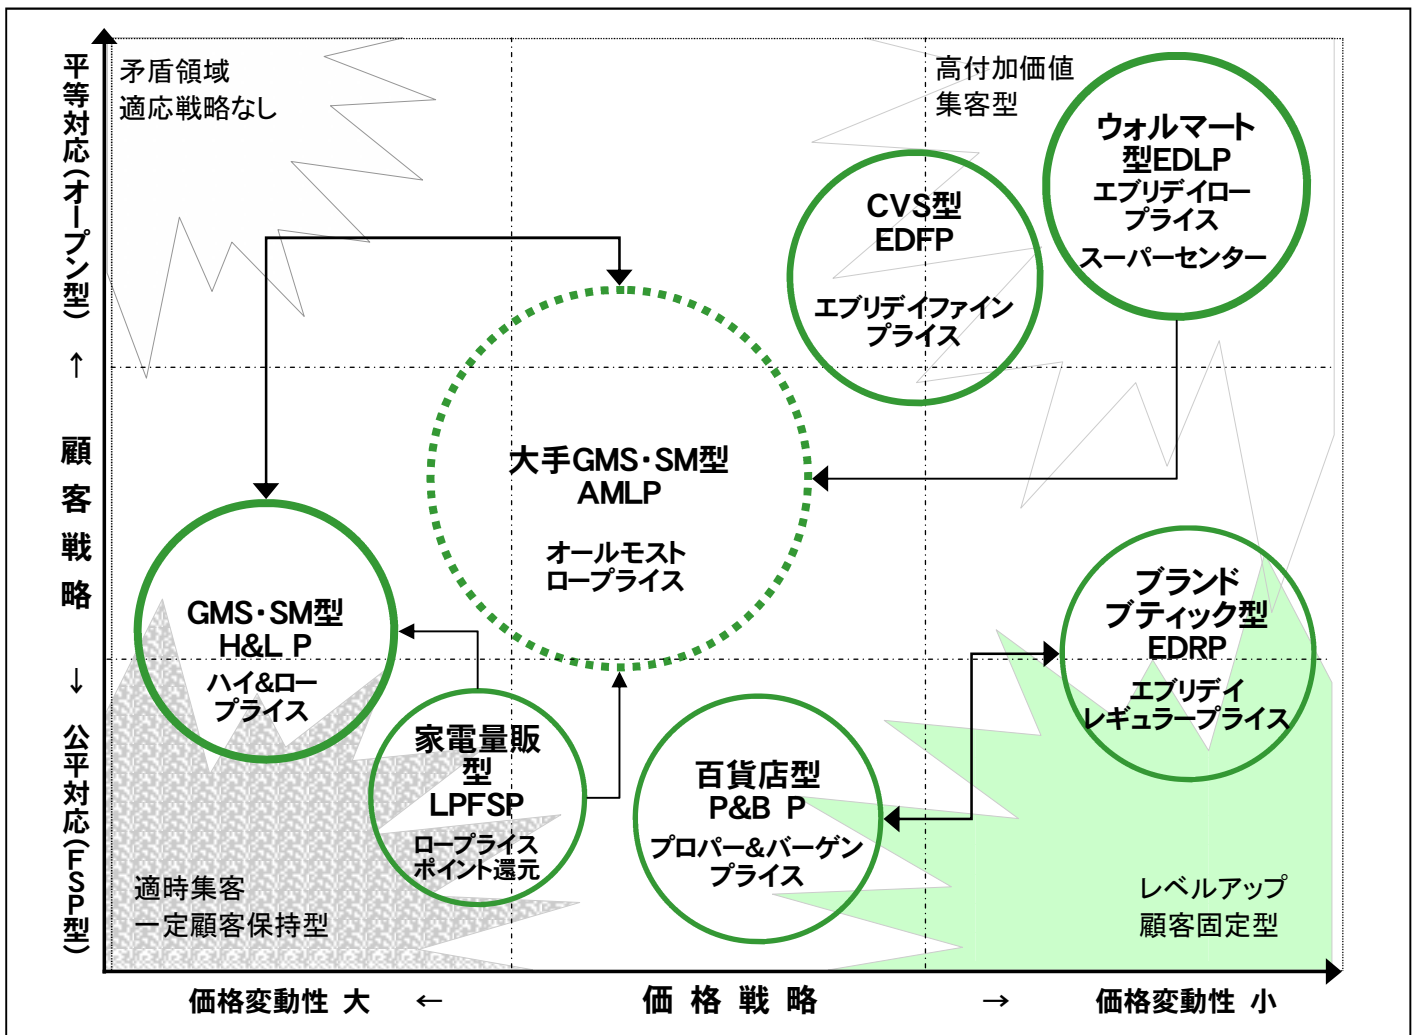 矛盾領域
適応戦略なし
高付加価値
集客型
ウォルマート
型EDLP
エブリデイロー
プライス
スーパーセンター
CVS型
EDFP
エブリデイファイン
プライス
大手GMS・SM型
AMLP
オールモスト
ロープライス
GMS・SM型
H&L P
ハイ&ロー
プライス
家電量販
型
LPFSP
ロープライス
ポイント還元
百貨店型
P&B P
プロパー&バーゲン
プライス
ブランド
ブティック型
EDRP
エブリデイ
レギュラープライス
適時集客
一定顧客保持型
レベルアップ
顧客固定型
平等対応(オープン型) ↑ 顧客戦略 ↓ 公平対応(FSP型)
価格変動性 大 ← 価格戦略 → 価格変動性 小